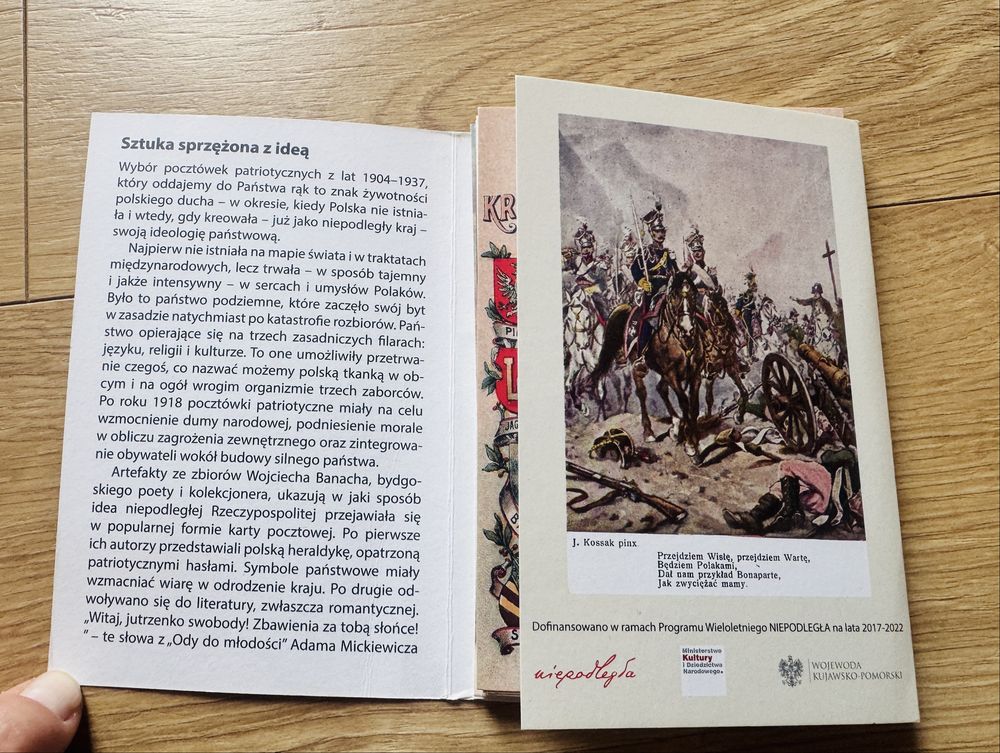 Sztuka sprzężona z ideą
Wybór pocztówek patriotycznych z lat 1904–1937,
który oddajemy do Państwa rąk to znak żywotności
polskiego ducha – w okresie, kiedy Polska nie istnia-
ła i wtedy, gdy kreowała – już jako niepodległy kraj –
swoją ideologię państwową.
Najpierw nie istniała na mapie świata i w traktatach
międzynarodowych, lecz trwała – w sposób tajemny
i jakże intensywny – w sercach i umysłów Polaków.
Było to państwo podziemne, które zaczęło swój byt
w zasadzie natychmiast po katastrofie rozbiorów. Pań-
stwo opierające się na trzech zasadniczych filarach:
języku, religii i kulturze. To one umożliwiły przetrwa-
nie czegoś, co nazwać możemy polską tkanką w ob-
cym i na ogół wrogim organizmie trzech zaborców.
Po roku 1918 pocztówki patriotyczne miały na celu
wzmocnienie dumy narodowej, podniesienie morale
w obliczu zagrożenia zewnętrznego oraz zintegrowa-
nie obywateli wokół budowy silnego państwa.
Artefakty ze zbiorów Wojciecha Banacha, bydgo-
skiego poety i kolekcjonera, ukazują w jaki sposób
idea niepodległej Rzeczypospolitej przejawiała się
w popularnej formie karty pocztowej. Po pierwsze
ich autorzy przedstawiali polską heraldykę, opatrzoną
patriotycznymi hasłami. Symbole państwowe miały
wzmacniać wiarę w odrodzenie kraju. Po drugie od-
woływano się do literatury, zwłaszcza romantycznej.
„Witaj, jutrzenko swobody! Zbawienia za tobą słońce!
” – te słowa z „Ody do młodości” Adama Mickiewicza
KR
PI
JAG
S
J. Kossak pinx
Przejdziem Wisłę, przejdziem Wartę,
Będziem Polakami,
Dał nam przykład Bonaparte,
Jak zwyciężać mamy.
Dofinansowano w ramach Programu Wieloletniego NIEPODLEGŁA na lata 2017-2022
niepodległa
Ministerstwo
Kultury
i Dziedzictwa
Narodowego.
WOJEWODA
KUJAWSKO-POMORSKI